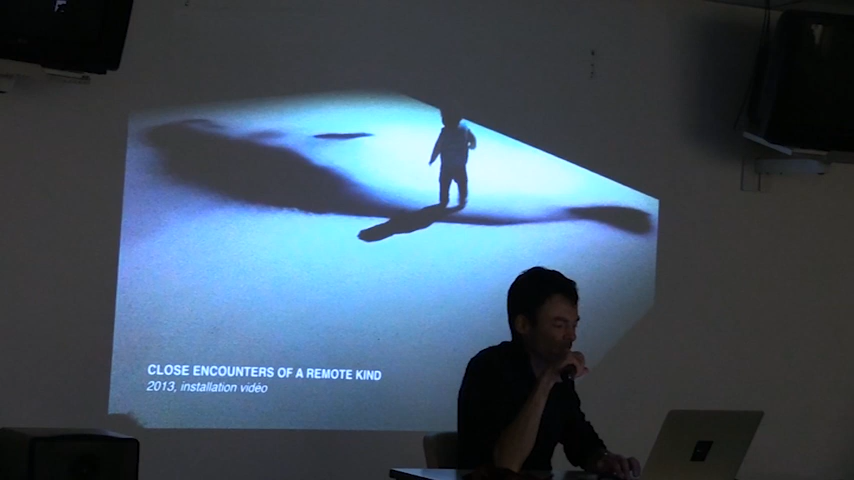 CLOSE ENCOUNTERS OF A REMOTE KIND
2013, installation vidéo